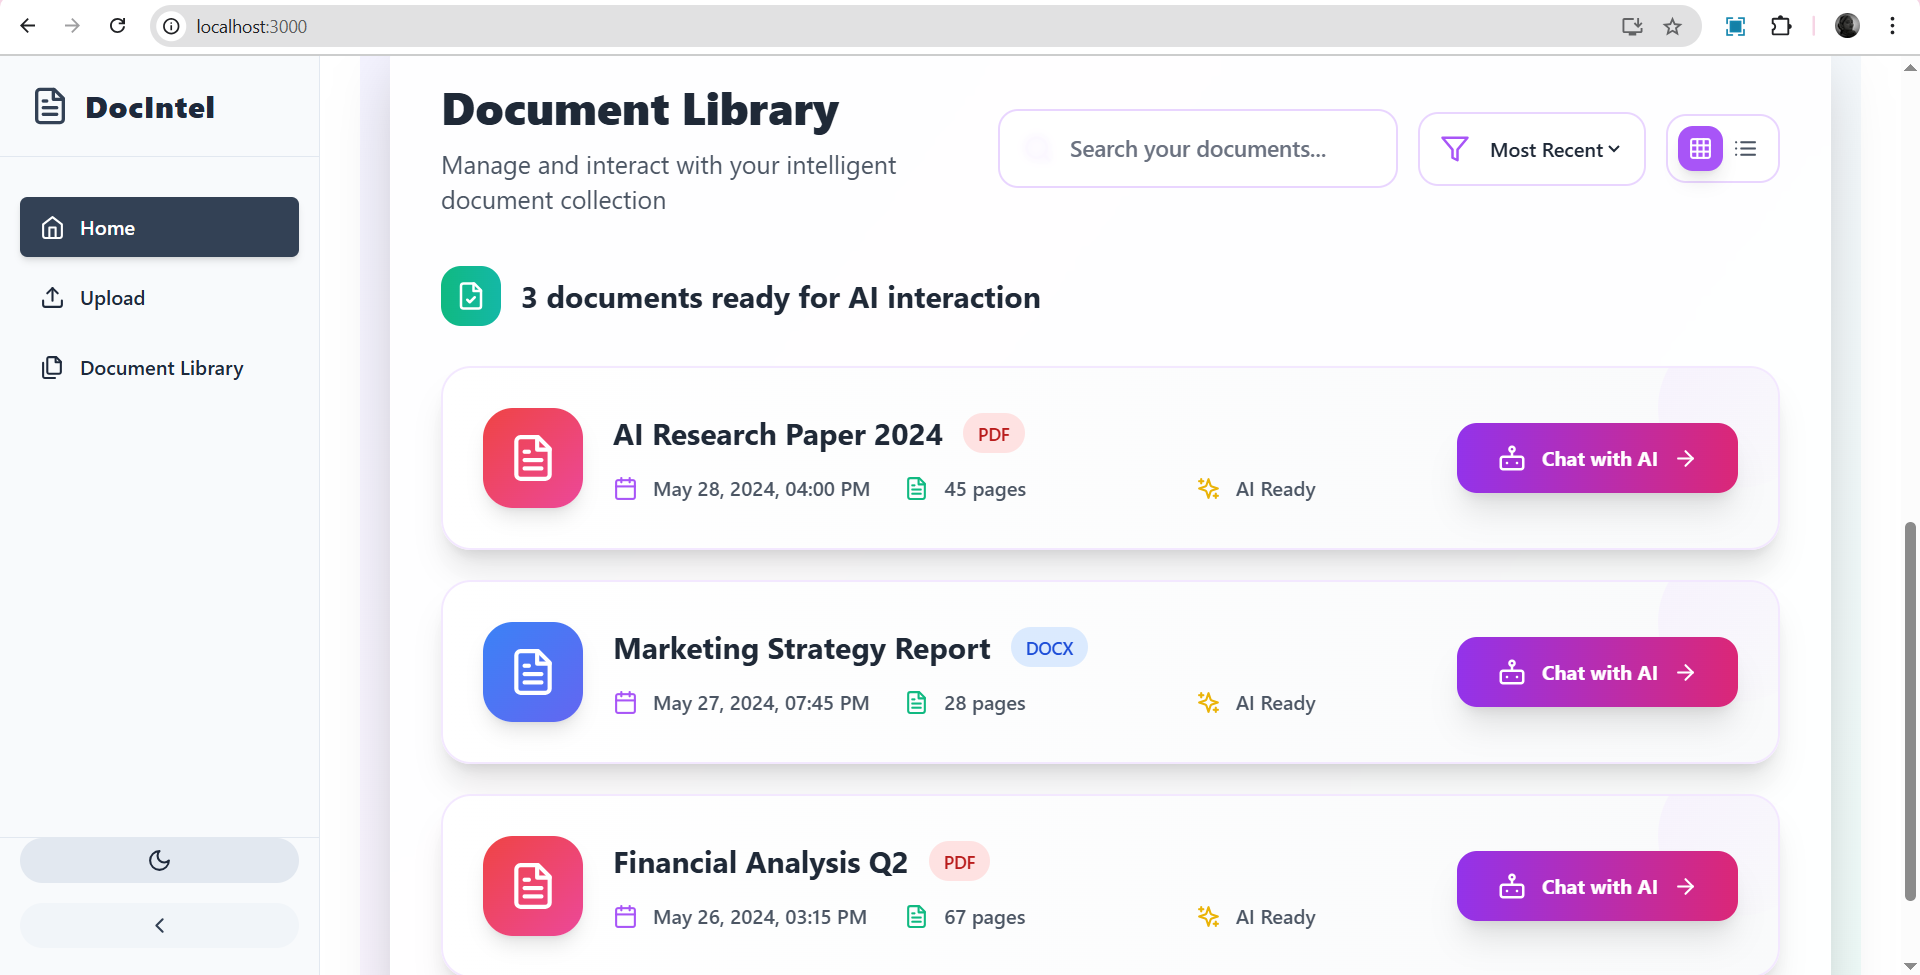 localhost:3000
DocIntel
Home
Upload
Document Library
Document Library
Manage and interact with your intelligent
document collection
Search your documents...
Most Recent
3 documents ready for AI interaction
AI Research Paper 2024 PDF
May 28, 2024, 04:00 PM 45 pages AI Ready
Chat with AI
Marketing Strategy Report DOCX
May 27, 2024, 07:45 PM 28 pages AI Ready
Chat with AI
Financial Analysis Q2 PDF
May 26, 2024, 03:15 PM 67 pages AI Ready
Chat with AI